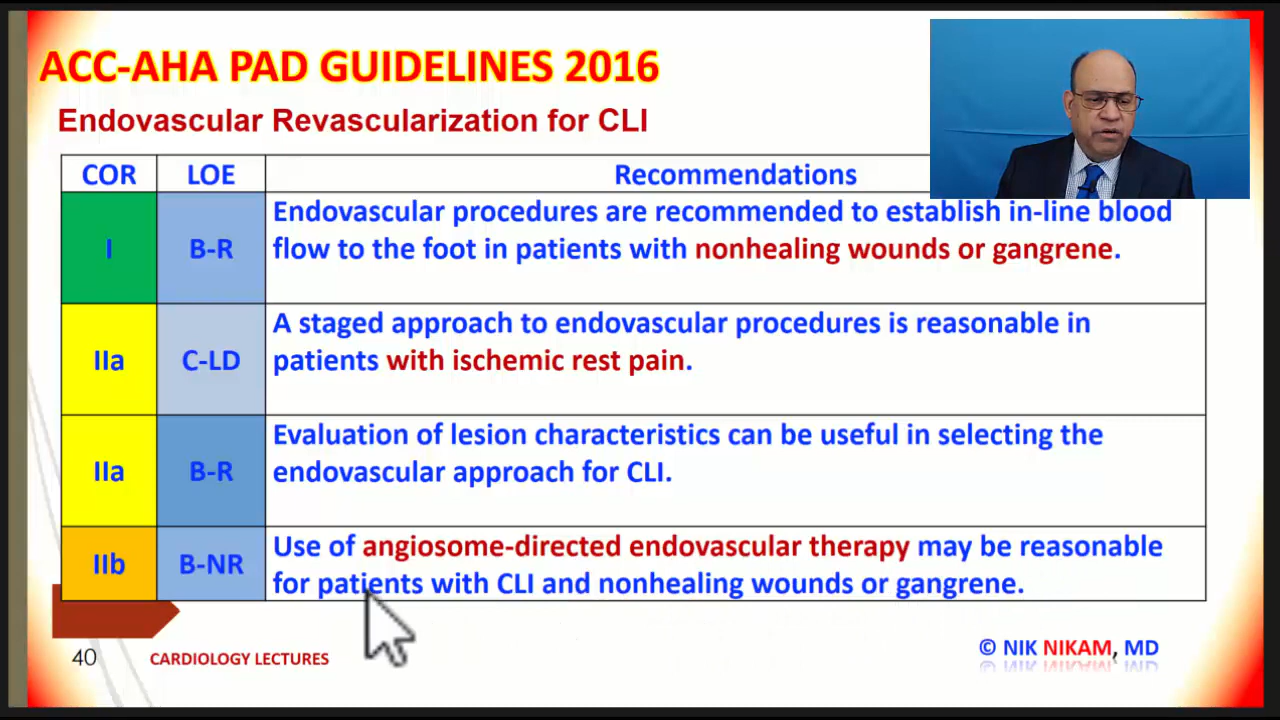 ACC-AHA PAD GUIDELINES 2016
Endovascular Revascularization for CLI
COR LOE Recommendations
I B-R Endovascular procedures are recommended to establish in-line blood
flow to the foot in patients with nonhealing wounds or gangrene.
IIa C-LD A staged approach to endovascular procedures is reasonable in
patients with ischemic rest pain.
IIa B-R Evaluation of lesion characteristics can be useful in selecting the
endovascular approach for CLI.
IIb B-NR Use of angiosome-directed endovascular therapy may be reasonable
for patients with CLI and nonhealing wounds or gangrene.
40 CARDIOLOGY LECTURES © NIK NIKAM, MD